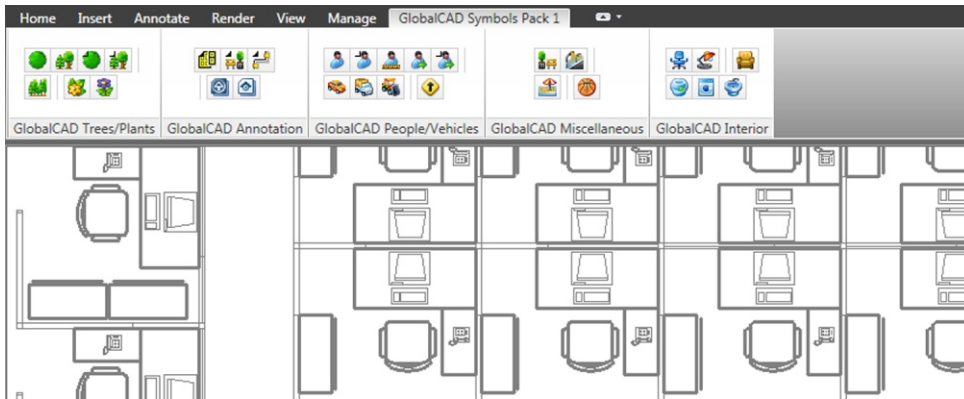 Home Insert Annotate Render View Manage GlobalCAD Symbols Pack 1
GlobalCAD Trees/Plants GlobalCAD Annotation GlobalCAD People/Vehicles GlobalCAD Miscellaneous GlobalCAD Interior